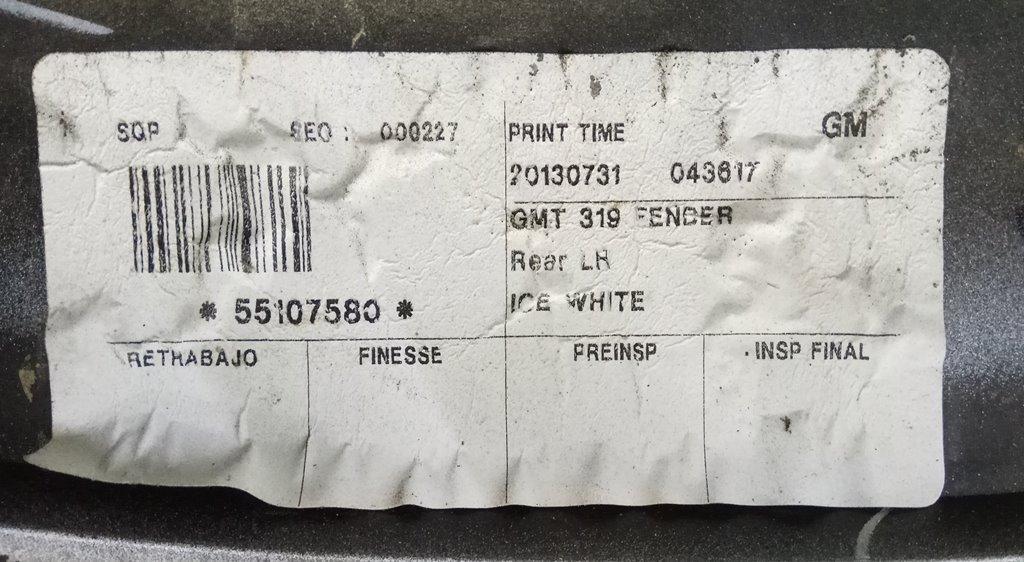 SQP SEQ : 000227
* 55107580 *
PRINT TIME GM
20130731 043617
GMT 319 FENDER
Rear LH
ICE WHITE
RETRABAJO FINESSE PREINSP . INSP FINAL